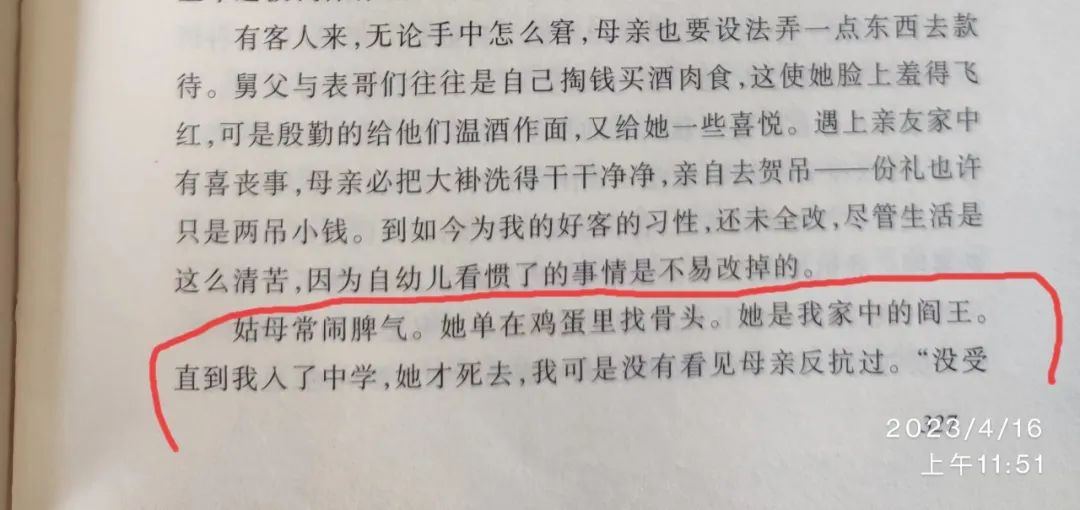 有客人来，无论手中怎么窘，母亲也要设法弄一点东西去款
待。舅父与表哥们往往是自己掏钱买酒肉食，这使她脸上羞得飞
红，可是殷勤的给他们温酒作面，又给她一些喜悦。遇上亲友家中
有喜丧事，母亲必把大褂洗得干干净净，亲自去贺吊——份礼也许
只是两吊小钱。到如今为我的好客的习性，还未全改，尽管生活是
这么清苦，因为自幼儿看惯了的事情是不易改掉的。
姑母常闹脾气。她单在鸡蛋里找骨头。她是我家中的阎王。
直到我入了中学，她才死去，我可是没有看见母亲反抗过。“没受
327
2023/4/16
上午11:51